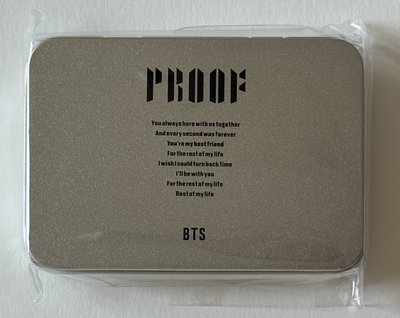 PROOF
You always here with us together
And every second was forever
You're my best friend
For the rest of my life
I wish I could turn back time
I'll be with you
For the rest of my life
Rest of my life
BTS